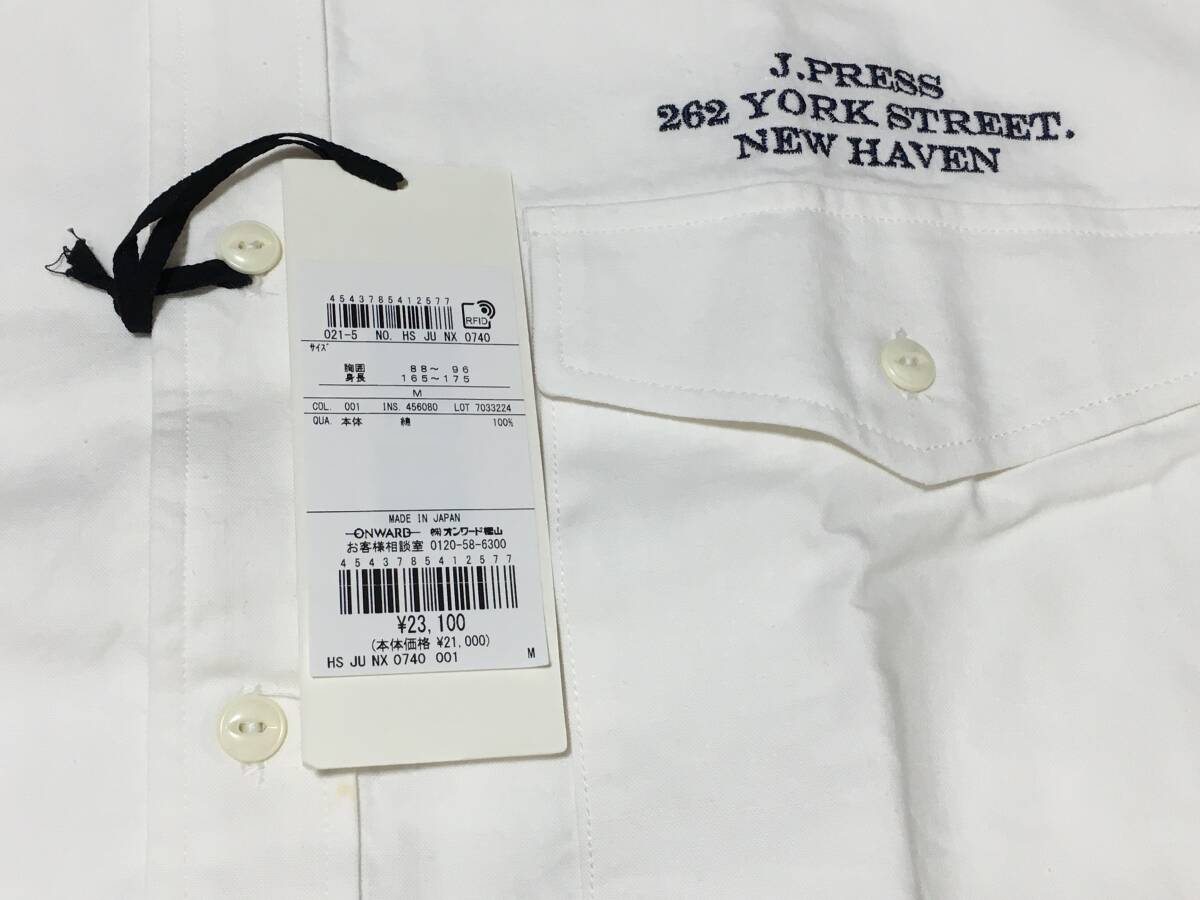 J.PRESS
262 YORK STREET.
NEW HAVEN
4543785412577
RFID
021-5 NO. HS JU NX 0740
サイズ
胸囲 88～ 96
身長 165～175
M
COL. 001 INS. 456080 LOT 7033224
QUA. 本体 綿 100%
MADE IN JAPAN
ONWARD ㈱オンワード樫山
お客様相談室 0120-58-6300
4543785412577
¥23,100
(本体価格 ¥21,000)
HS JU NX 0740 001 M